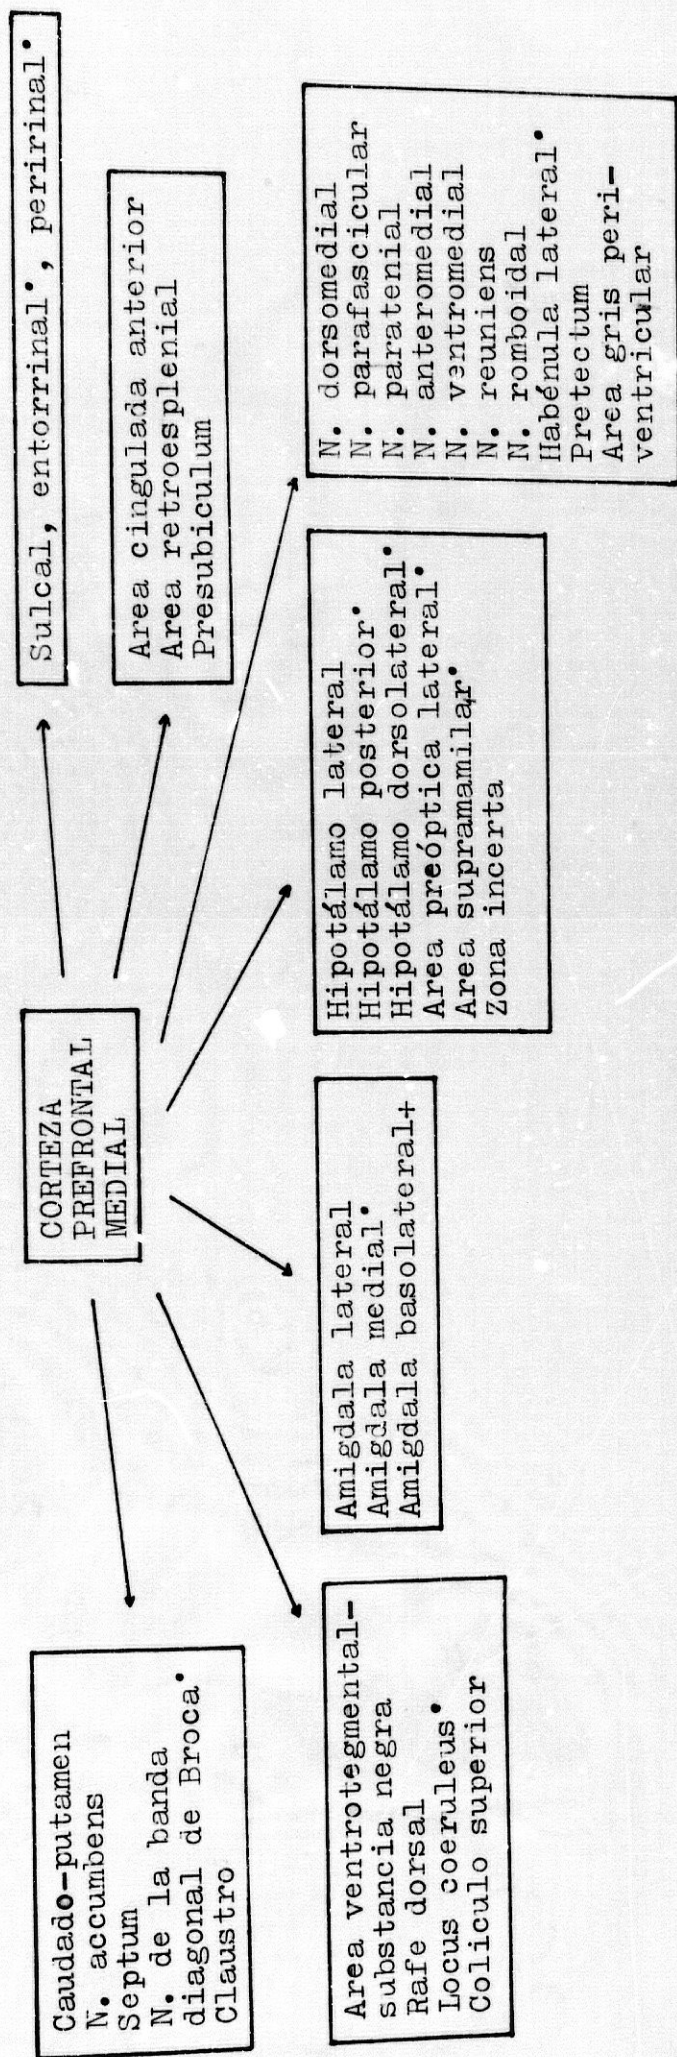 CORTEZA
PREFRONTAL
MEDIAL
Sulcal, entorrinal•, peririnal•
Area cingulada anterior
Area retroesplenial
Presubiculum
Caudado-putamen
N. accumbens
Septum
N. de la banda
diagonal de Broca•
Claustro
Area ventrotegmental-
substancia negra
Rafe dorsal
Locus coeruleus•
Coliculo superior
Amigdala lateral
Amigdala medial•
Amigdala basolateral+
Hipotálamo lateral
Hipotálamo posterior•
Hipotálamo dorsolateral•
Area preóptica lateral•
Area supramamilar•
Zona incerta
N. dorsomedial
N. parafascicular
N. paratenial
N. anteromedial
N. ventromedial
N. reuniens
N. romboidal
Habénula lateral•
Pretectum
Area gris peri-
ventricular